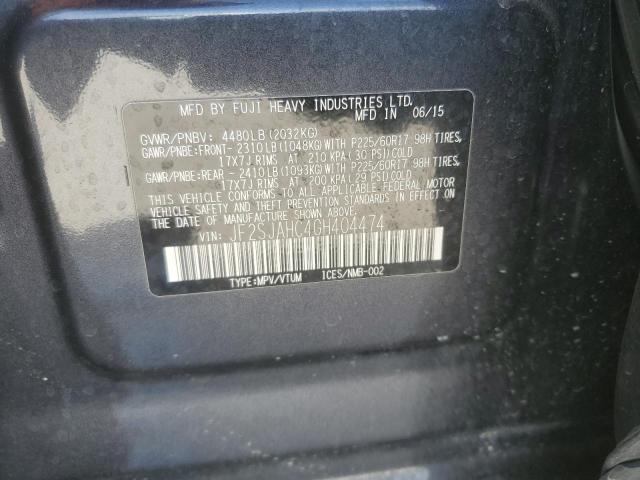 MFD BY FUJI HEAVY INDUSTRIES LTD.
MFD IN 06/15
GVWR/PNBV: 4480LB(2032KG)
GAWR/PNBE:FRONT- 2310LB(1048KG)WITH P225/60R17 98H TIRES,
17X7J RIMS AT 210 KPA(30 PSI)COLD
GAWR/PNBE:REAR - 2410LB(1093KG)WITH P225/60R17 98H TIRES,
17X7J RIMS AT 200 KPA(29 PSI)COLD
THIS VEHICLE CONFORMS TO ALL APPLICABLE FEDERAL MOTOR
VEHICLE SAFETY AND THEFT PREVENTION STANDARDS IN EFFECT ON
THE DATE OF MANUFACTURE SHOWN ABOVE.
VIN: JF2SJAHC4GH404474
TYPE:MPV/VTUM ICES/NMB-002